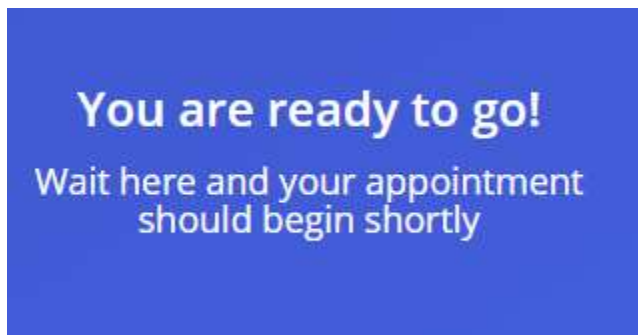 You are ready to go!
Wait here and your appointment
should begin shortly